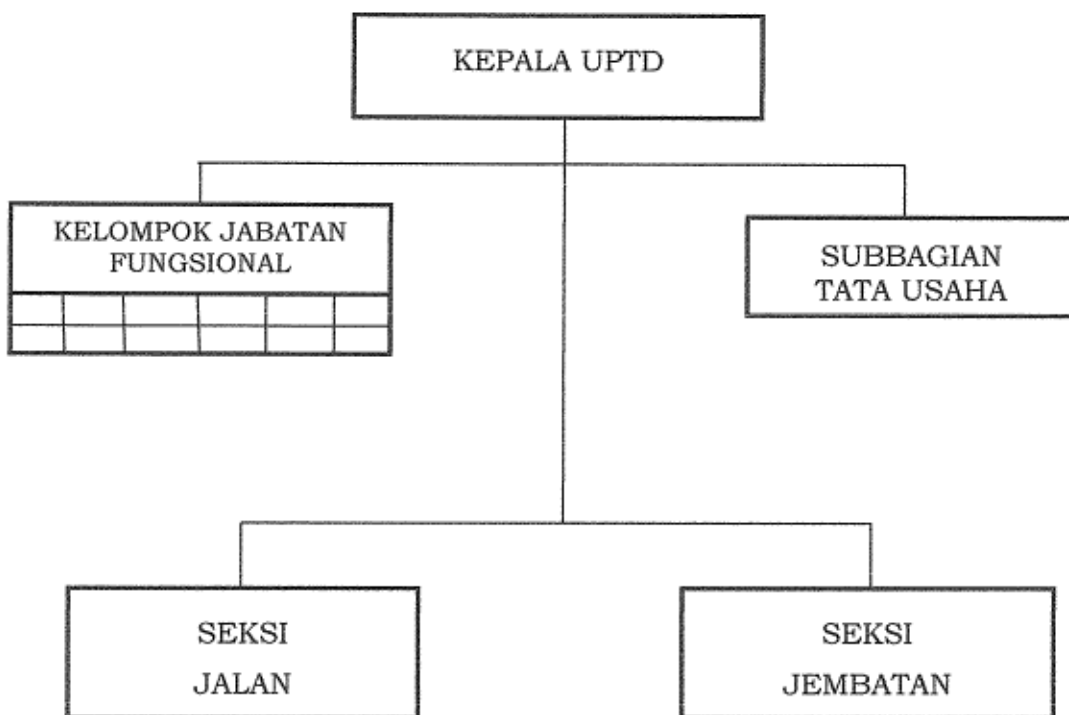 KEPALA UPTD
KELOMPOK JABATAN
FUNGSIONAL
SUBBAGIAN
TATA USAHA
SEKSI
JALAN
SEKSI
JEMBATAN